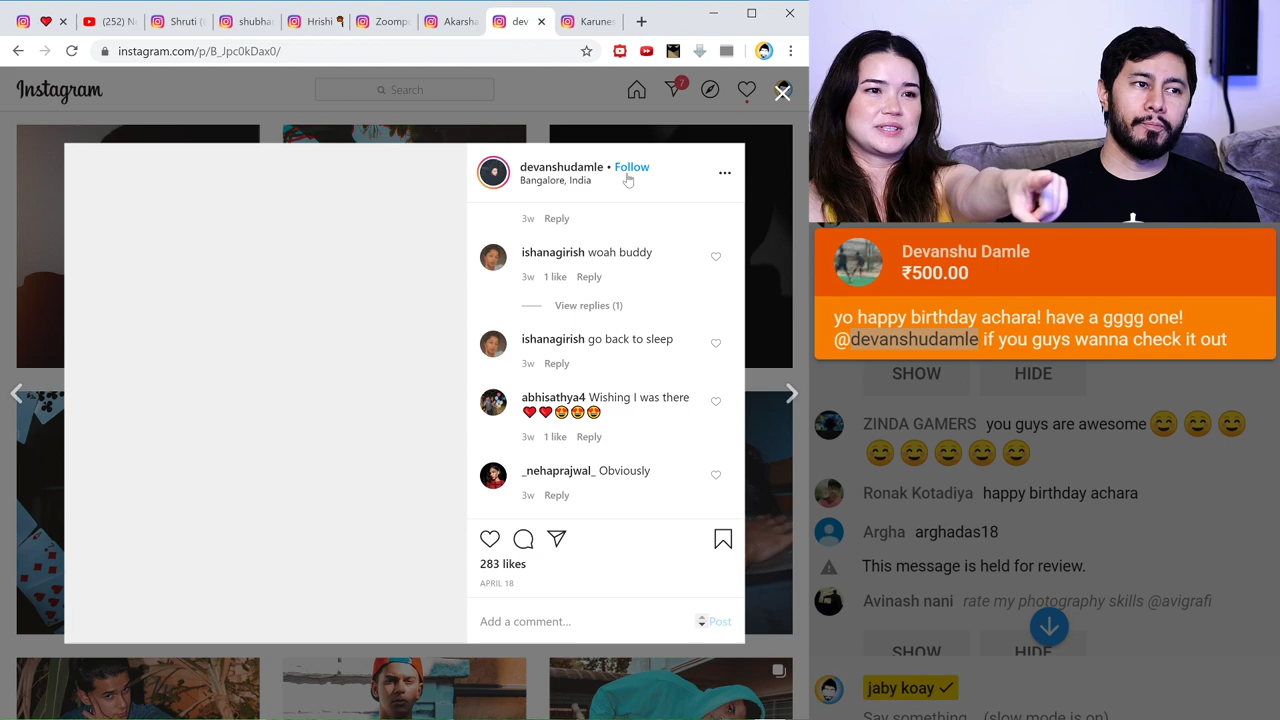 (252) N
Shruti (
shubha
Hrishi
Zoomp
Akarsh
dev
Karunes
instagram.com/p/B_Jpc0kDax0/
Instagram
Search
7
devanshudamle • Follow
Bangalore, India
3w Reply
ishanagirish woah buddy
3w 1 like Reply
View replies (1)
ishanagirish go back to sleep
3w Reply
abhisathya4 Wishing I was there
❤️❤️😍😍😍
3w 1 like Reply
_nehaprajwal_ Obviously
3w Reply
283 likes
APRIL 18
Add a comment...
Post
Devanshu Damle
₹500.00
yo happy birthday achara! have a gggg one!
@devanshudamle if you guys wanna check it out
SHOW HIDE
ZINDA GAMERS you guys are awesome 😊😊😊
😊😊😊😊😊
Ronak Kotadiya happy birthday achara
Argha arghadas18
This message is held for review.
Avinash nani rate my photography skills @avigrafi
SHOW HIDE
jaby koay ✓
Say something... (slow mode is on)